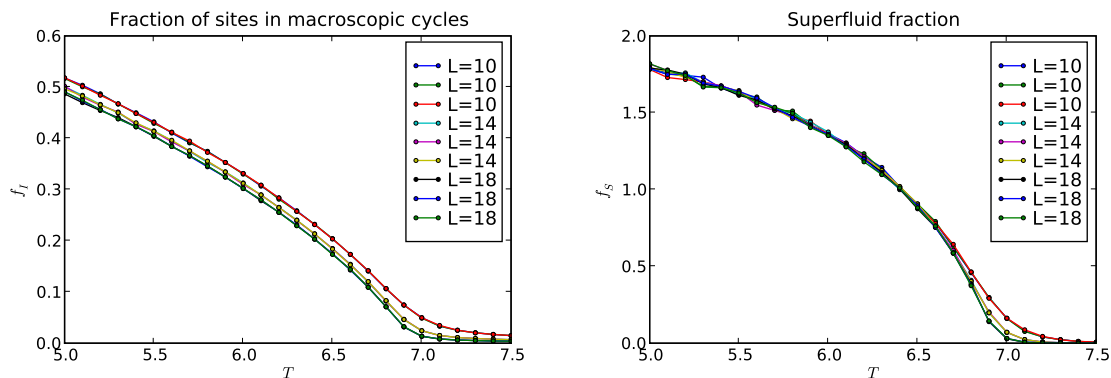 Fraction of sites in macroscopic cycles
0.6
0.5
0.4
0.3
0.2
0.1
0.0
f_I
5.0 5.5 6.0 6.5 7.0 7.5
T
L=10
L=10
L=10
L=14
L=14
L=14
L=18
L=18
L=18
Superfluid fraction
2.0
1.5
1.0
0.5
0.0
f_S
5.0 5.5 6.0 6.5 7.0 7.5
T
L=10
L=10
L=10
L=14
L=14
L=14
L=18
L=18
L=18